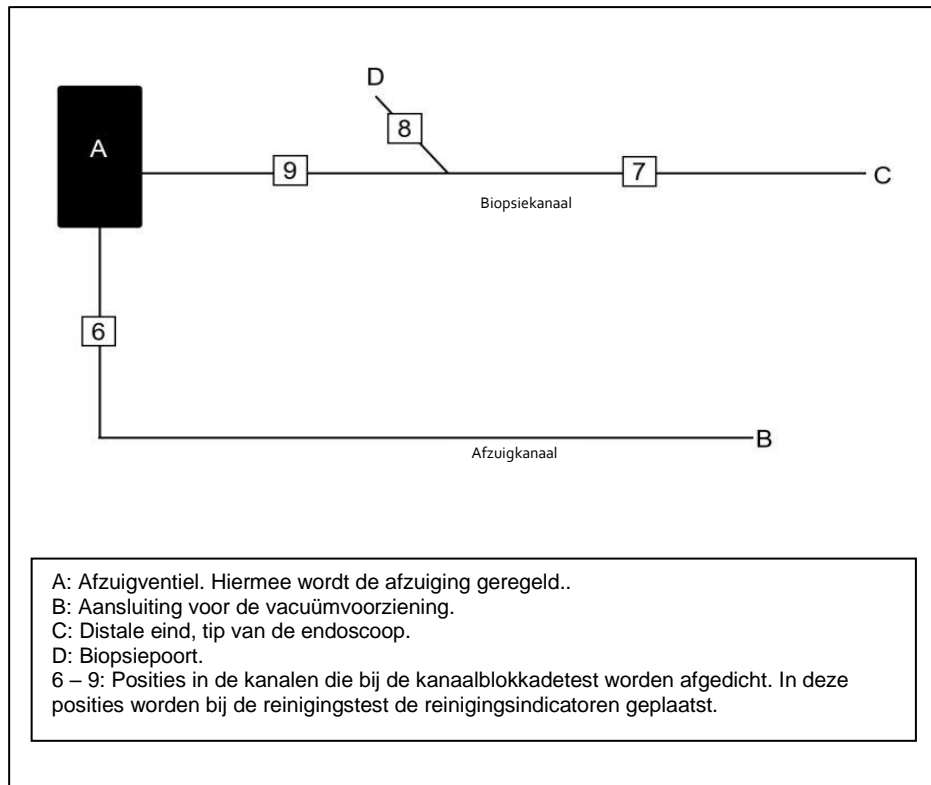 D
A
8
9
7
C
Biopsiekanaal
6
B
Afzuigkanaal
A: Afzuigventiel. Hiermee wordt de afzuiging geregeld..
B: Aansluiting voor de vacuümvoorziening.
C: Distale eind, tip van de endoscoop.
D: Biopsiepoort.
6 – 9: Posities in de kanalen die bij de kanaalblokkadetest worden afgedicht. In deze
posities worden bij de reinigingstest de reinigingsindicatoren geplaatst.